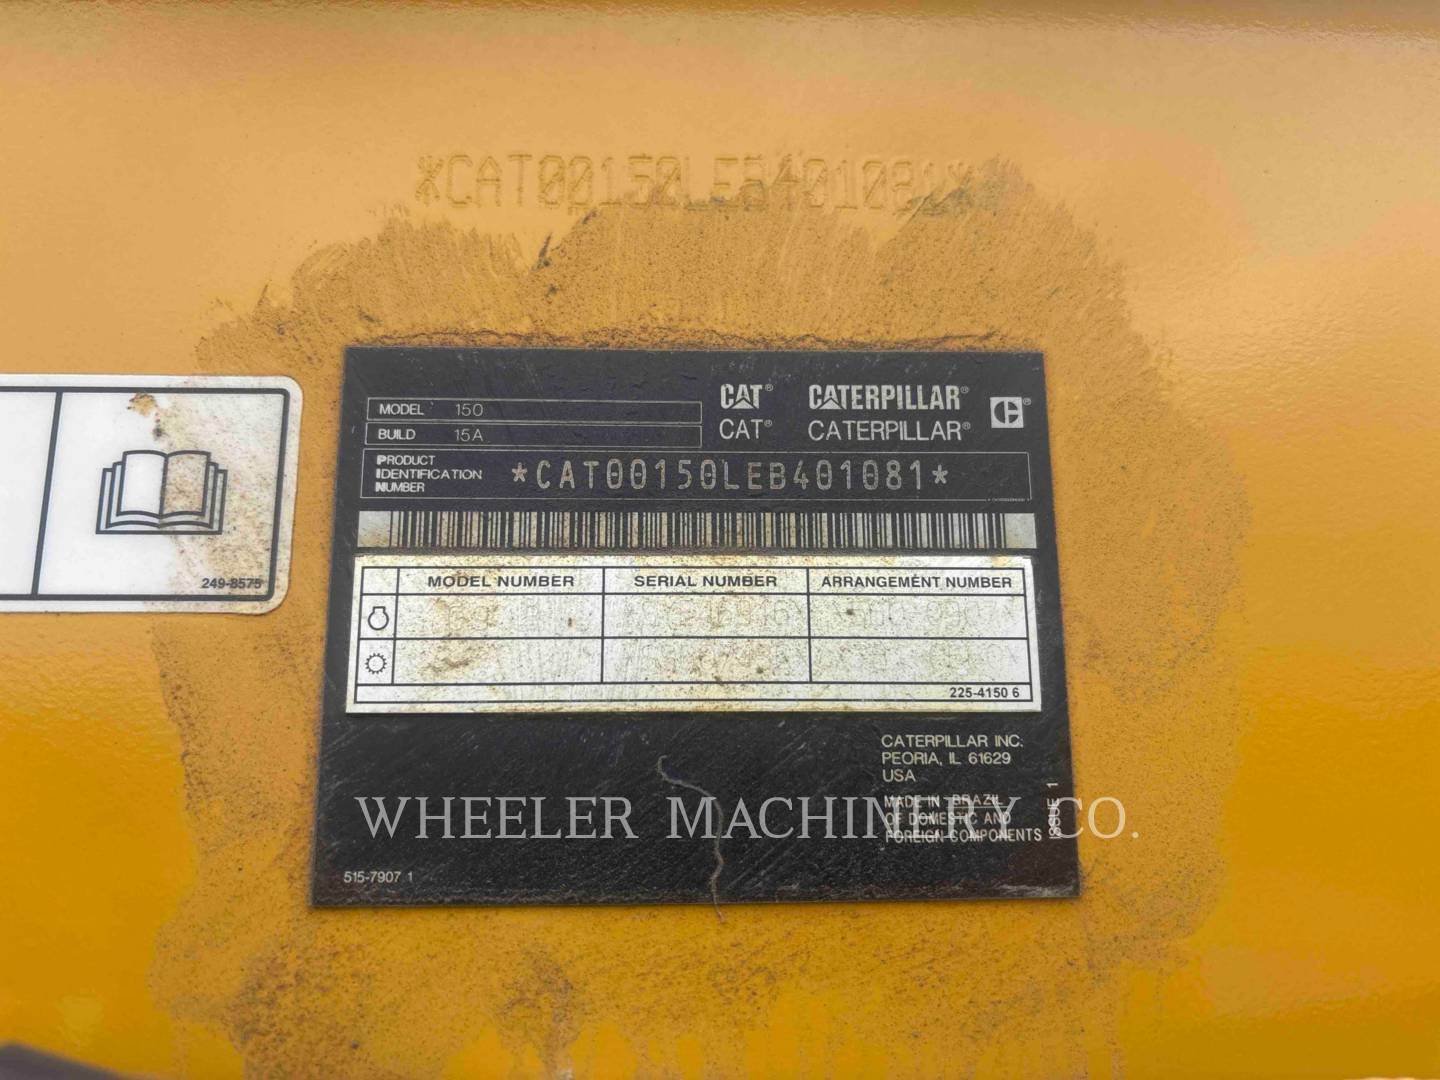 *CAT00150LEB401081*
CAT® CATERPILLAR®
CAT® CATERPILLAR®
MODEL 150
BUILD 15A
PRODUCT IDENTIFICATION NUMBER *CAT00150LEB401081*
249-8575
MODEL NUMBER SERIAL NUMBER ARRANGEMENT NUMBER
225-4150 6
CATERPILLAR INC.
PEORIA, IL 61629
USA
MADE IN BRAZIL
OF DOMESTIC AND
FOREIGN COMPONENTS
ISSUE 1
WHEELER MACHINERY CO.
515-7907 1